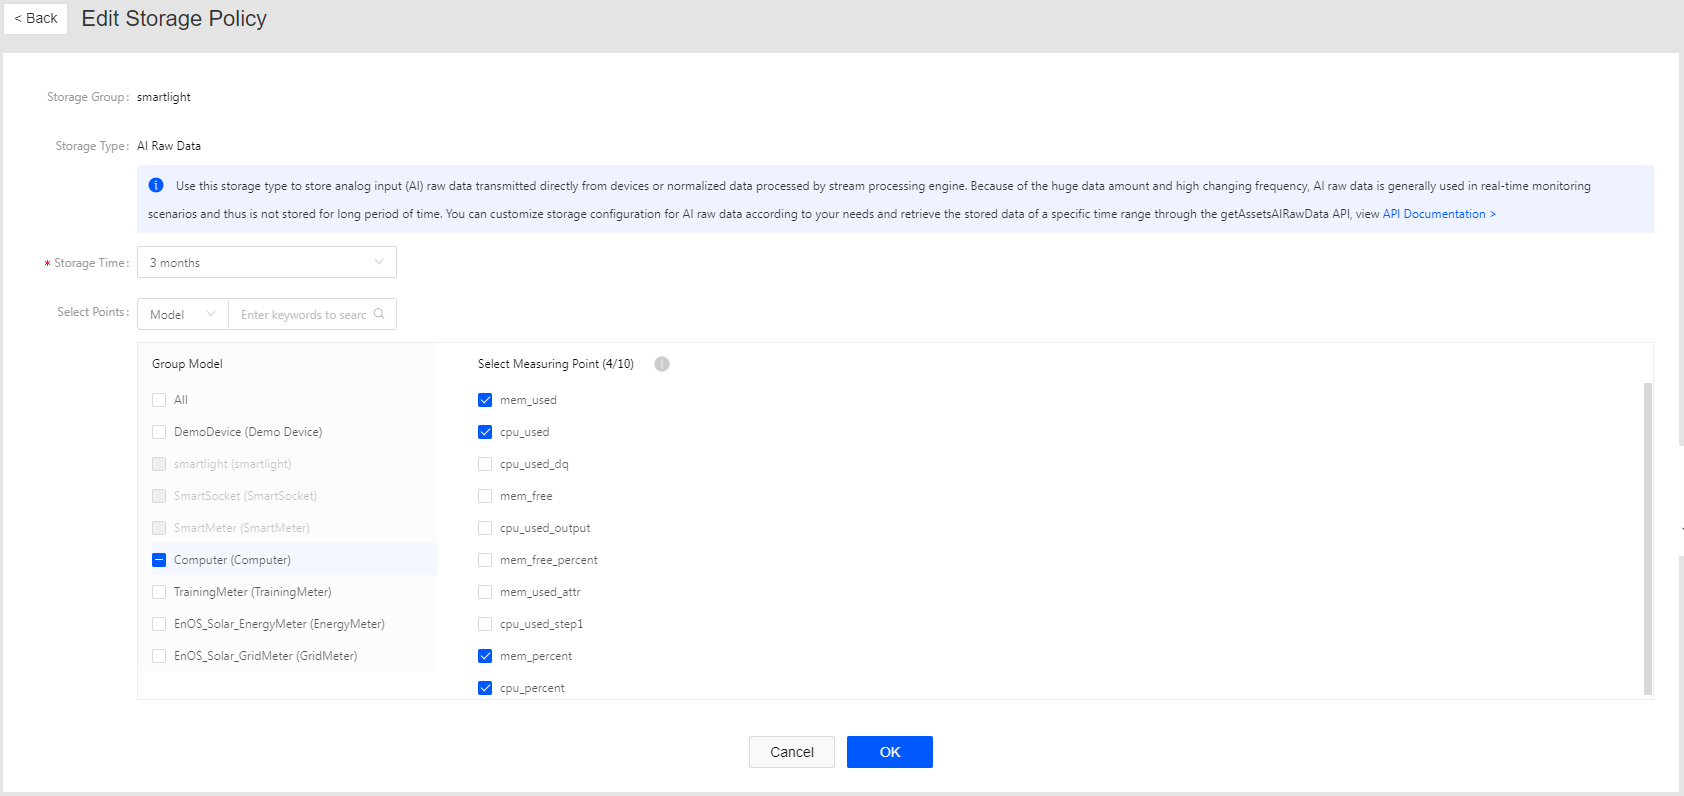 < Back
Edit Storage Policy
Storage Group: smartlight
Storage Type: AI Raw Data
Use this storage type to store analog input (AI) raw data transmitted directly from devices or normalized data processed by stream processing engine. Because of the huge data amount and high changing frequency, AI raw data is generally used in real-time monitoring
scenarios and thus is not stored for long period of time. You can customize storage configuration for AI raw data according to your needs and retrieve the stored data of a specific time range through the getAssetsAIRawData API, view API Documentation >
* Storage Time: 3 months
Select Points: Model Enter keywords to searc
Group Model
All
DemoDevice (Demo Device)
smartlight (smartlight)
SmartSocket (SmartSocket)
SmartMeter (SmartMeter)
Computer (Computer)
TrainingMeter (TrainingMeter)
EnOS_Solar_EnergyMeter (EnergyMeter)
EnOS_Solar_GridMeter (GridMeter)
Select Measuring Point (4/10)
mem_used
cpu_used
cpu_used_dq
mem_free
cpu_used_output
mem_free_percent
mem_used_attr
cpu_used_step1
mem_percent
cpu_percent
Cancel
OK